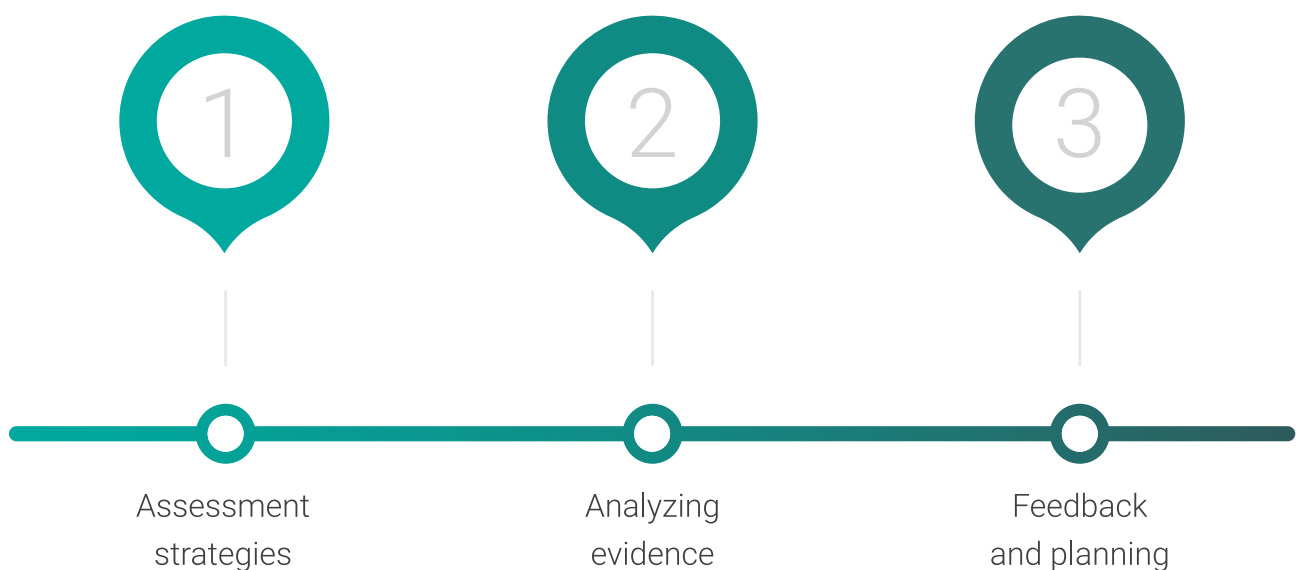 1
2
3
Assessment
strategies
Analyzing
evidence
Feedback
and planning